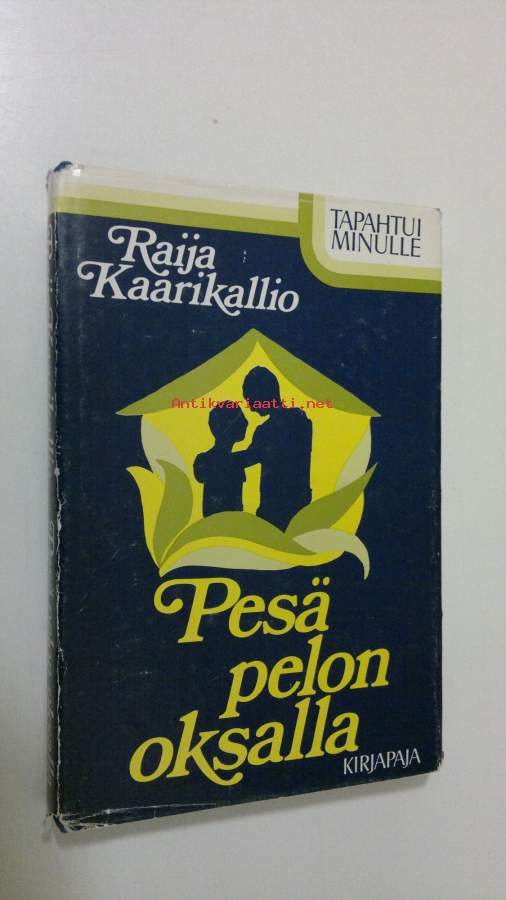 TAPAHTUI
MINULLE
Raija
Kaarikallio
Antikvariaatti.net
Pesä
pelon
oksalla
KIRJAPAJA